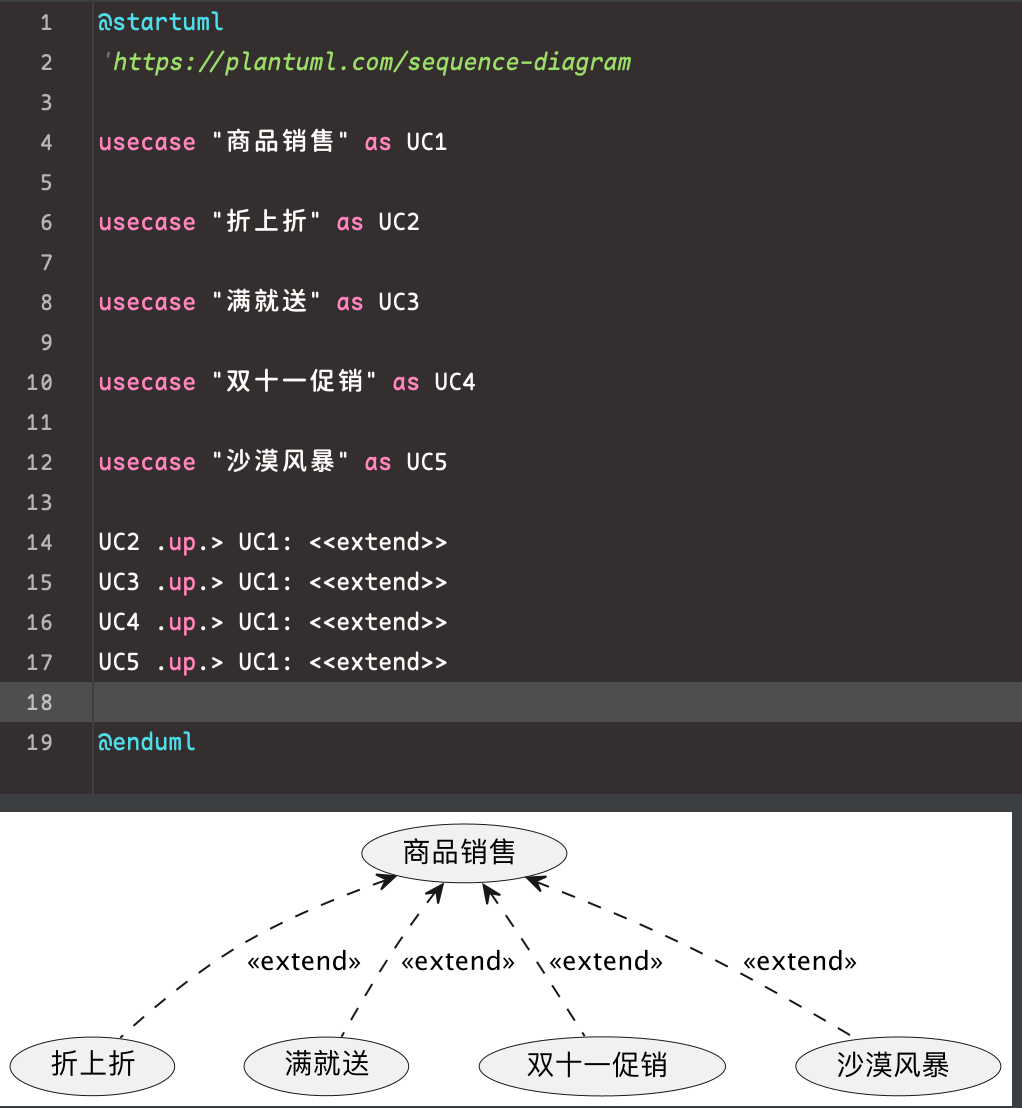 1 @startuml
2 'https://plantuml.com/sequence-diagram
3
4 usecase "商品销售" as UC1
5
6 usecase "折上折" as UC2
7
8 usecase "满就送" as UC3
9
10 usecase "双十一促销" as UC4
11
12 usecase "沙漠风暴" as UC5
13
14 UC2 .up.> UC1: <<extend>>
15 UC3 .up.> UC1: <<extend>>
16 UC4 .up.> UC1: <<extend>>
17 UC5 .up.> UC1: <<extend>>
18
19 @enduml
商品销售
«extend» «extend» «extend» «extend»
折上折 满就送 双十一促销 沙漠风暴